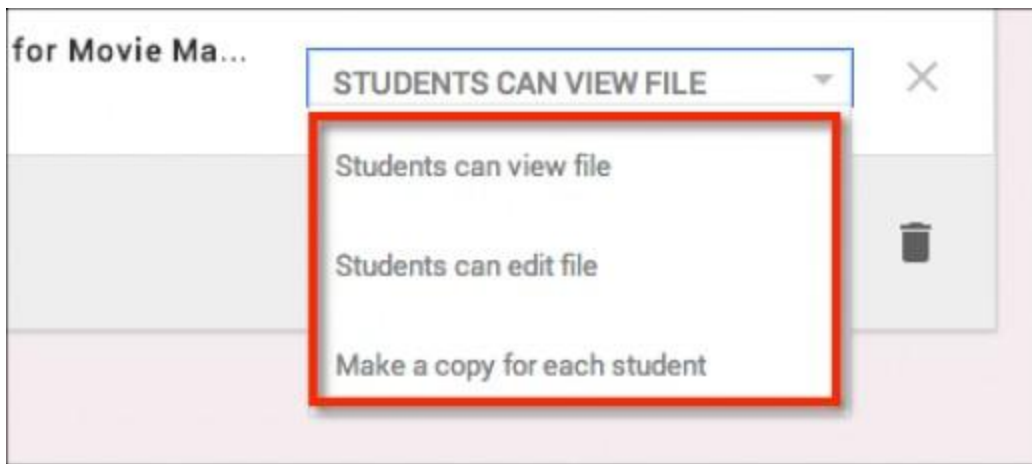 for Movie Ma...
STUDENTS CAN VIEW FILE
Students can view file
Students can edit file
Make a copy for each student